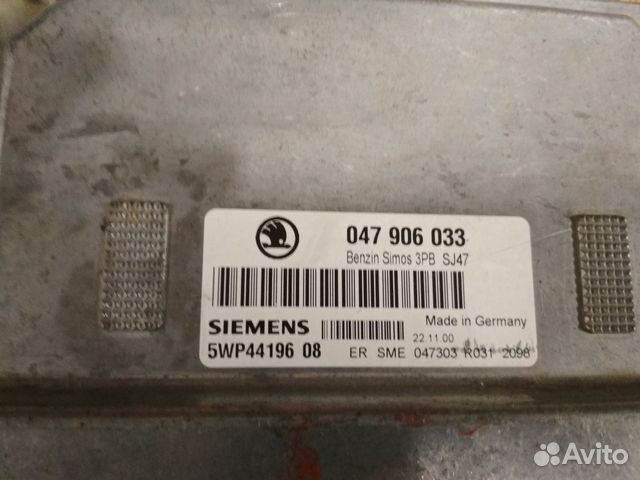 047 906 033
Benzin Simos 3PB SJ47
SIEMENS
Made in Germany
22.11.00
5WP44196 08
ER SME 047303 R031 2098
Avito